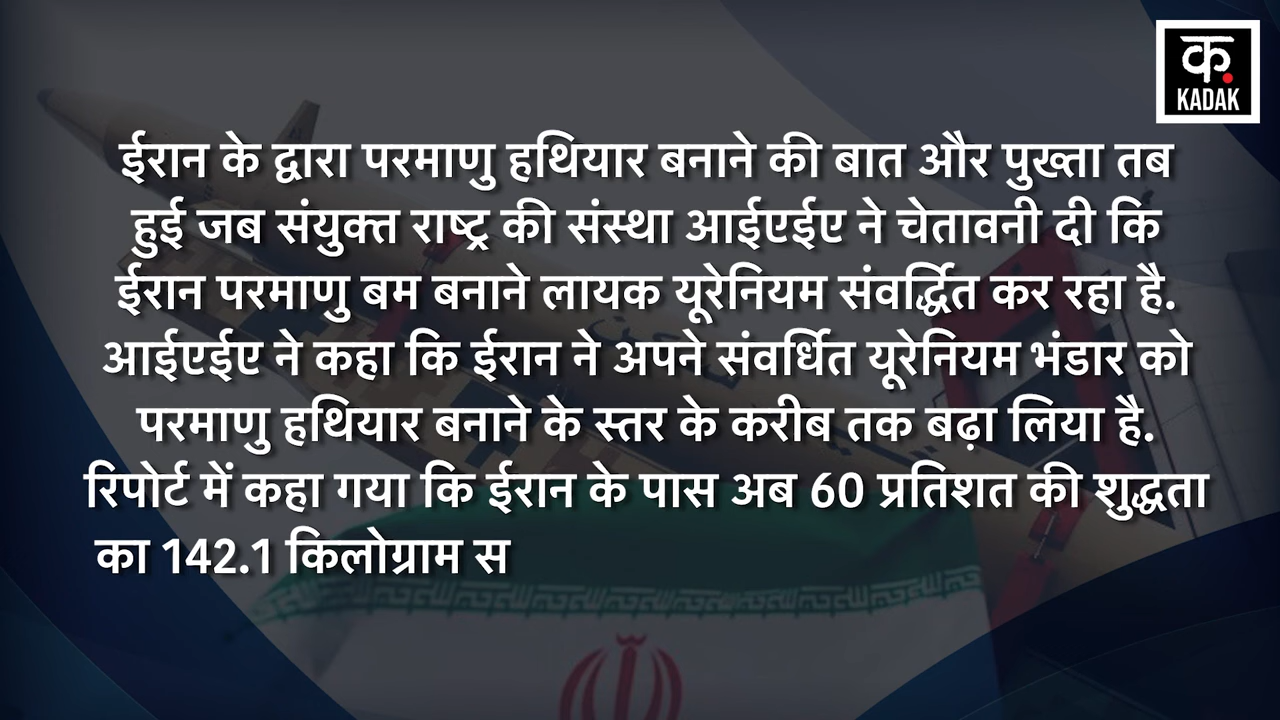 क.
KADAK
ईरान के द्वारा परमाणु हथियार बनाने की बात और पुख्ता तब
हुई जब संयुक्त राष्ट्र की संस्था आईएईए ने चेतावनी दी कि
ईरान परमाणु बम बनाने लायक यूरेनियम संवर्द्धित कर रहा है.
आईएईए ने कहा कि ईरान ने अपने संवर्धित यूरेनियम भंडार को
परमाणु हथियार बनाने के स्तर के करीब तक बढ़ा लिया है.
रिपोर्ट में कहा गया कि ईरान के पास अब 60 प्रतिशत की शुद्धता
का 142.1 किलोग्राम स